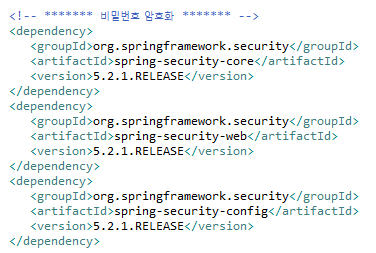 <!-- ******* 비밀번호 암호화 ******* -->
<dependency>
    <groupId>org.springframework.security</groupId>
    <artifactId>spring-security-core</artifactId>
    <version>5.2.1.RELEASE</version>
</dependency>
<dependency>
    <groupId>org.springframework.security</groupId>
    <artifactId>spring-security-web</artifactId>
    <version>5.2.1.RELEASE</version>
</dependency>
<dependency>
    <groupId>org.springframework.security</groupId>
    <artifactId>spring-security-config</artifactId>
    <version>5.2.1.RELEASE</version>
</dependency>